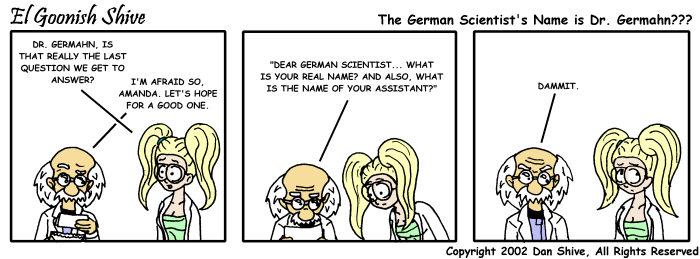 El Goonish Shive
The German Scientist's Name is Dr. Germahn???
DR. GERMAHN, IS
THAT REALLY THE LAST
QUESTION WE GET TO
ANSWER?
I'M AFRAID SO,
AMANDA. LET'S HOPE
FOR A GOOD ONE.
"DEAR GERMAN SCIENTIST... WHAT
IS YOUR REAL NAME? AND ALSO, WHAT
IS THE NAME OF YOUR ASSISTANT?"
DAMMIT.
Copyright 2002 Dan Shive, All Rights Reserved